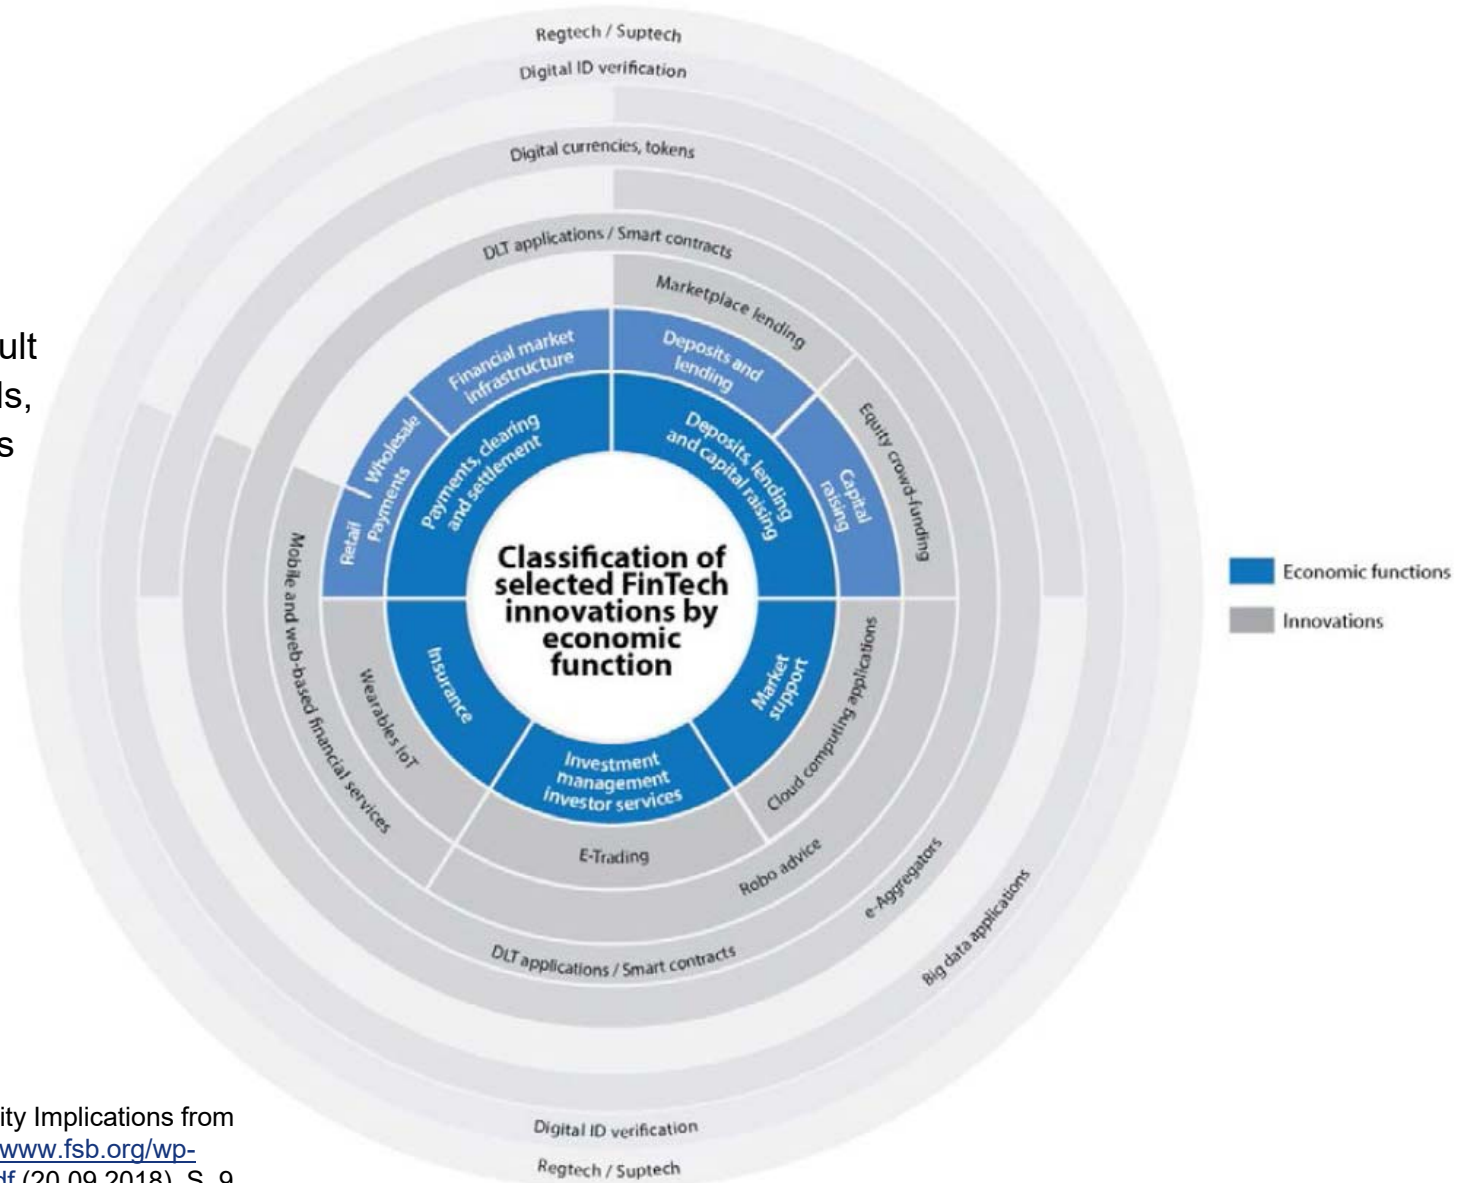 Regtech / Suptech
Digital ID verification
Digital currencies, tokens
DLT applications / Smart contracts
Marketplace lending
Equity crowd-funding
Financial market
infrastructure
Deposits and
lending
Capital
raising
Wholesale
Retail
Payments
Payments, clearing
and settlement
Deposits, lending
and capital raising
Classification of
selected FinTech
innovations by
economic
function
Economic functions
Innovations
Mobile and web-based financial services
Wearables IoT
Insurance
Investment
management
investor services
Market
support
Cloud computing applications
E-Trading
Robo advice
e-Aggregators
Big data applications
DLT applications / Smart contracts
Digital ID verification
Regtech / Suptech
ult
ls,
s
ity Implications from
www.fsb.org/wp-
df (20.09.2018), S. 9